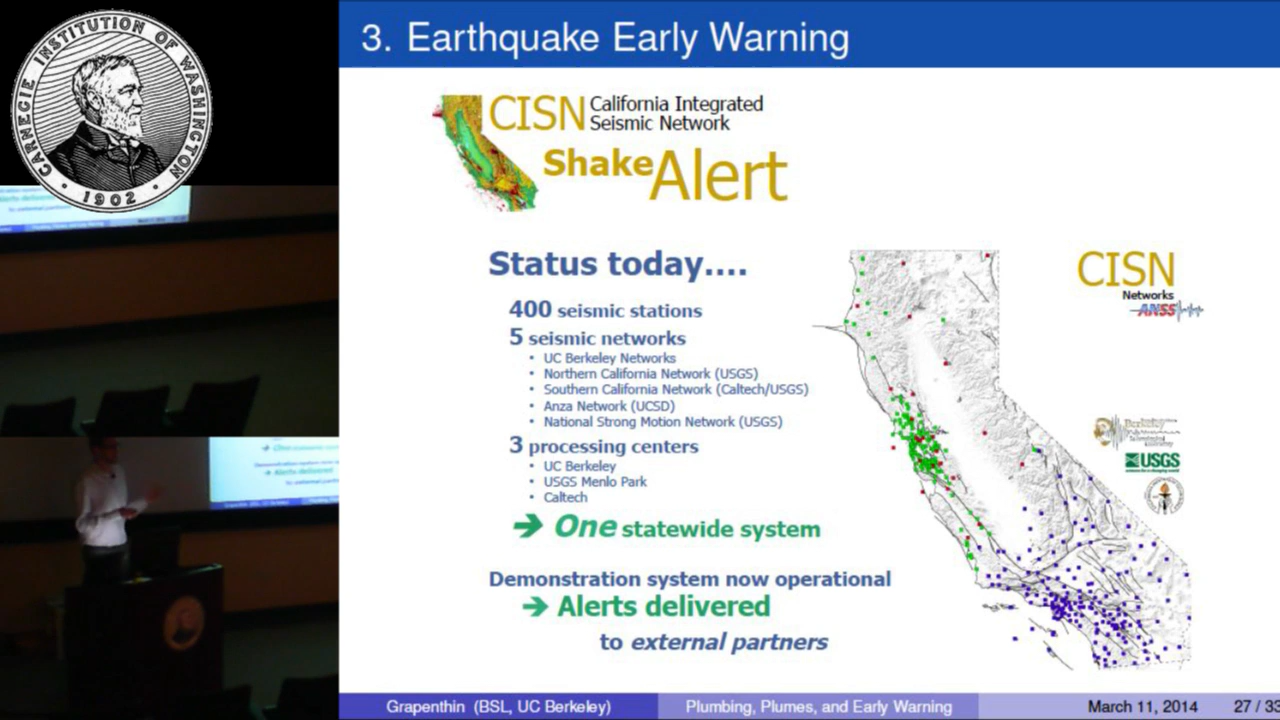 CARNEGIE INSTITUTION OF WASHINGTON
1902
3. Earthquake Early Warning
CISN California Integrated
Seismic Network
ShakeAlert
Status today....
400 seismic stations
5 seismic networks
• UC Berkeley Networks
• Northern California Network (USGS)
• Southern California Network (Caltech/USGS)
• Anza Network (UCSD)
• National Strong Motion Network (USGS)
3 processing centers
• UC Berkeley
• USGS Menlo Park
• Caltech
➔ One statewide system
Demonstration system now operational
➔ Alerts delivered
to external partners
CISN
Networks
ANSS
Berkeley
USGS
Grapenthin (BSL, UC Berkeley)
Plumbing, Plumes, and Early Warning
March 11, 2014
27 / 33